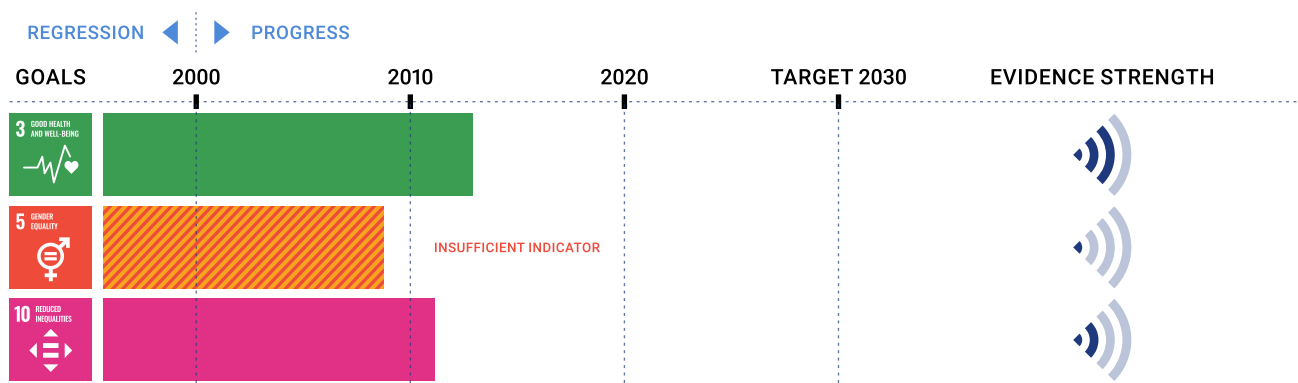 REGRESSION PROGRESS
GOALS 2000 2010 2020 TARGET 2030 EVIDENCE STRENGTH
3 GOOD HEALTH
AND WELL-BEING
5 GENDER
EQUALITY
INSUFFICIENT INDICATOR
10 REDUCED
INEQUALITIES